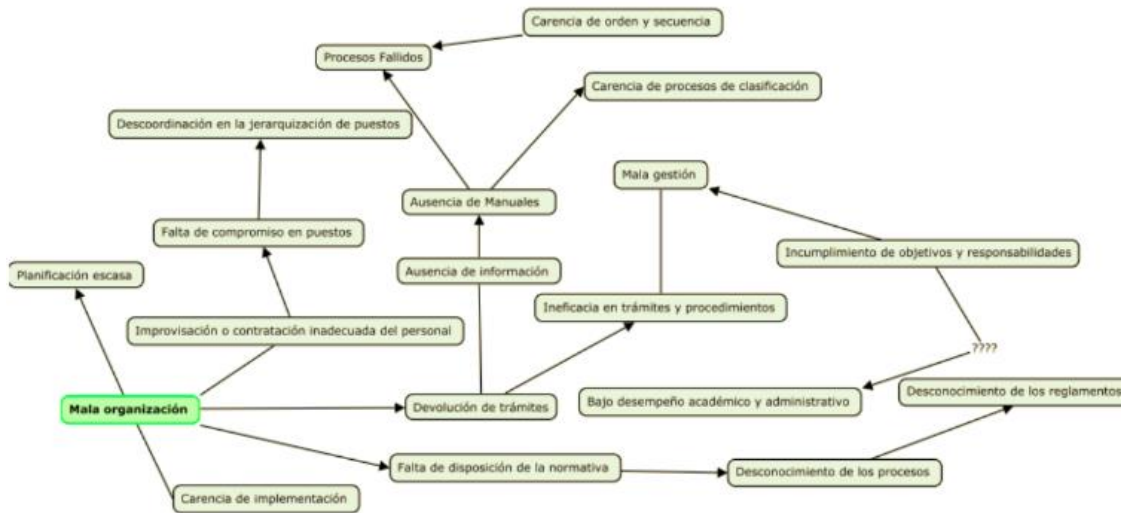 Carencia de orden y secuencia
Procesos Fallidos
Carencia de procesos de clasificación
Descoordinación en la jerarquización de puestos
Mala gestión
Ausencia de Manuales
Falta de compromiso en puestos
Incumplimiento de objetivos y responsabilidades
Planificación escasa
Ausencia de información
Ineficacia en trámites y procedimientos
Improvisación o contratación inadecuada del personal
????
Desconocimiento de los reglamentos
Bajo desempeño académico y administrativo
Mala organización
Devolución de trámites
Falta de disposición de la normativa
Desconocimiento de los procesos
Carencia de implementación